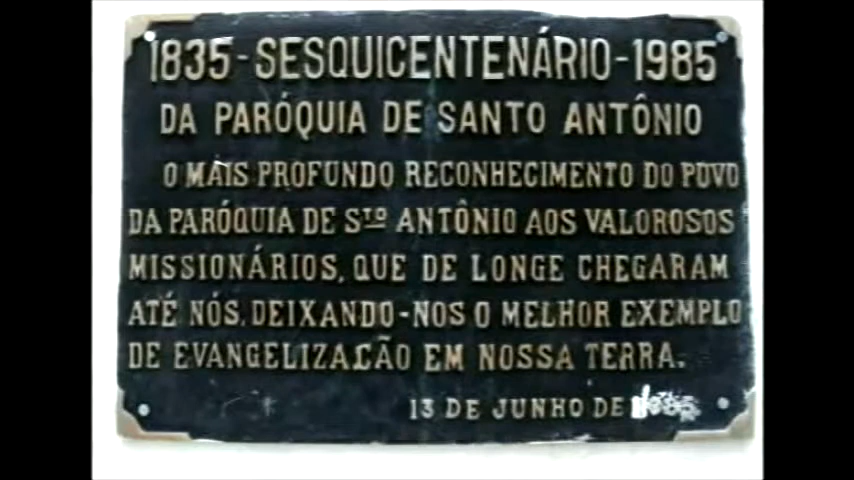 1835-SESQUICENTENÁRIO-1985
DA PARÓQUIA DE SANTO ANTÔNIO
O MAIS PROFUNDO RECONHECIMENTO DO POVO
DA PARÓQUIA DE STO ANTÔNIO AOS VALOROSOS
MISSIONÁRIOS, QUE DE LONGE CHEGARAM
ATÉ NÓS, DEIXANDO-NOS O MELHOR EXEMPLO
DE EVANGELIZAÇÃO EM NOSSA TERRA.
13 DE JUNHO DE